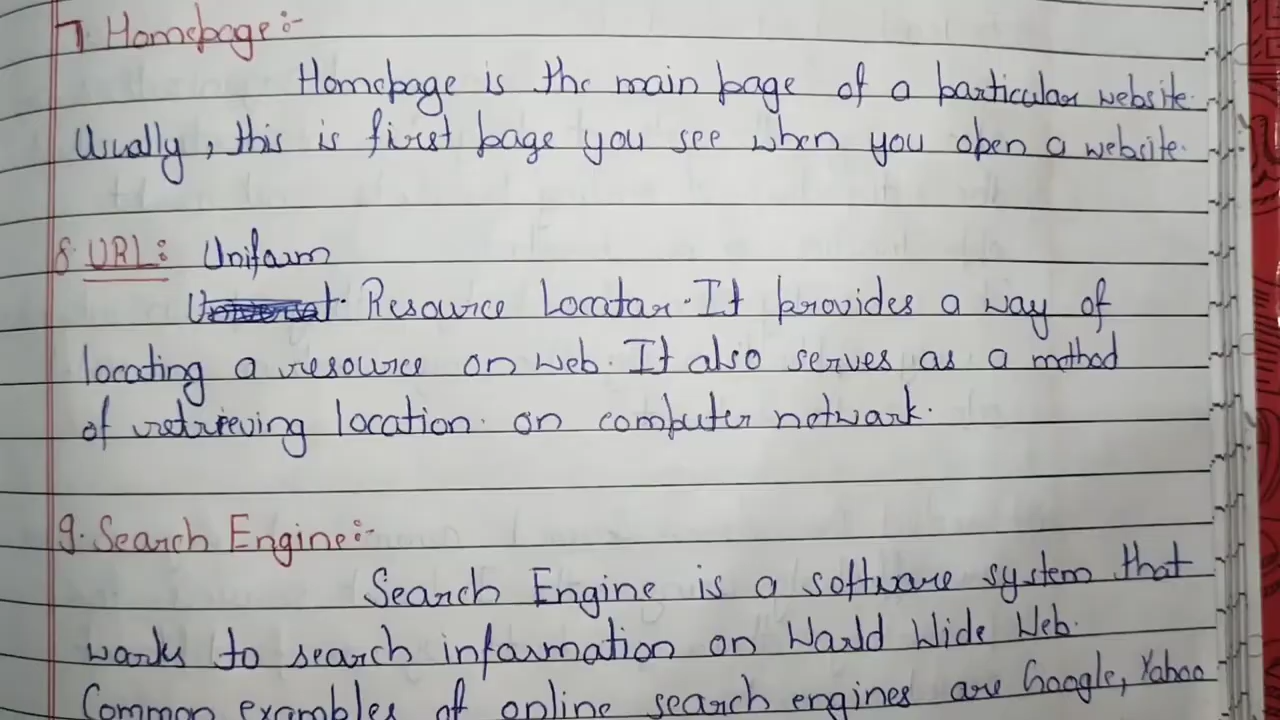 7. Homepage:-
Homepage is the main page of a particular website.
Usually, this is first page you see when you open a website.
8. URL: Uniform
Resource Locator. It provides a way of
locating a resource on web. It also serves as a method
of retrieving location. on computer network.
9. Search Engine:-
Search Engine is a software system that
works to search information on World Wide Web.
Common examples of online search engines are Google, Yahoo